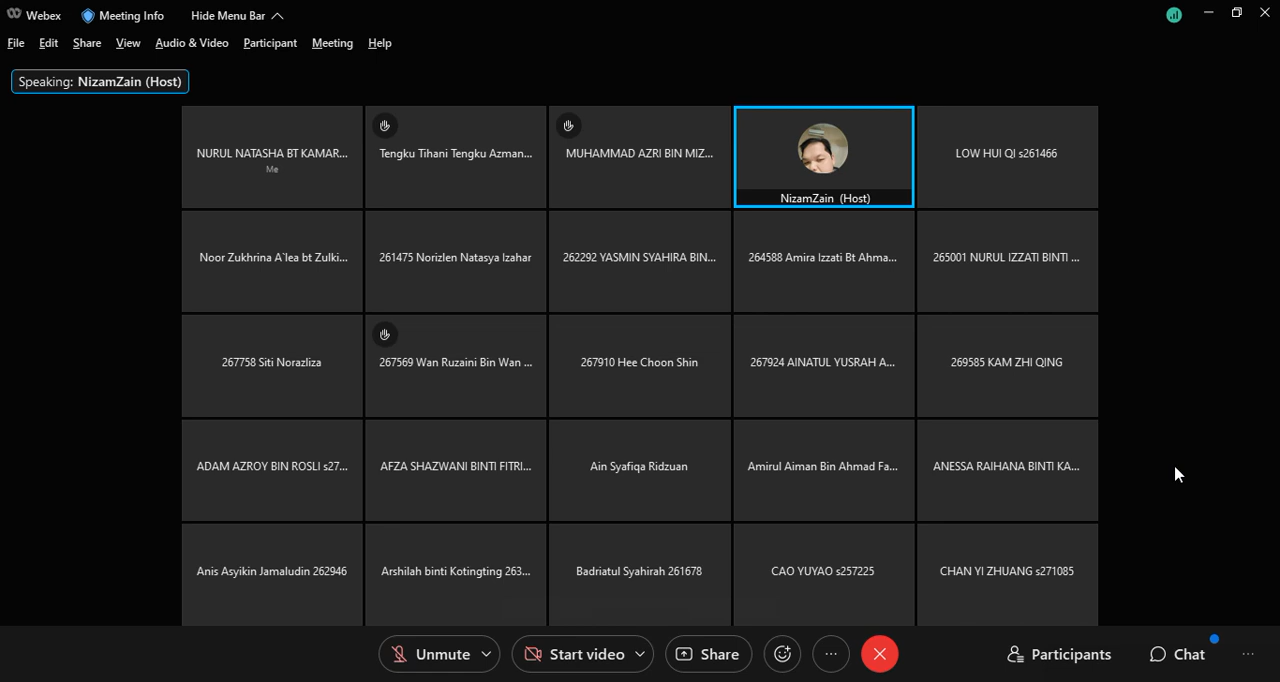 Webex Meeting Info Hide Menu Bar
File Edit Share View Audio & Video Participant Meeting Help
Speaking: NizamZain (Host)
NURUL NATASHA BT KAMAR... Tengku Tihani Tengku Azman... MUHAMMAD AZRI BIN MIZ... LOW HUI QI s261466
Me
NizamZain (Host)
Noor Zukhrina A`lea bt Zulki... 261475 Norizlen Natasya Izahar 262292 YASMIN SYAHIRA BIN... 264588 Amira Izzati Bt Ahma... 265001 NURUL IZZATI BINTI ...
267758 Siti Norazliza 267569 Wan Ruzaini Bin Wan ... 267910 Hee Choon Shin 267924 AINATUL YUSRAH A... 269585 KAM ZHI QING
ADAM AZROY BIN ROSLI s27... AFZA SHAZWANI BINTI FITRI... Ain Syafiqa Ridzuan Amirul Aiman Bin Ahmad Fa... ANESSA RAIHANA BINTI KA...
Anis Asyikin Jamaludin 262946 Arshilah binti Kotingting 263... Badriatul Syahirah 261678 CAO YUYAO s257225 CHAN YI ZHUANG s271085
Unmute Start video Share ... Participants Chat ...